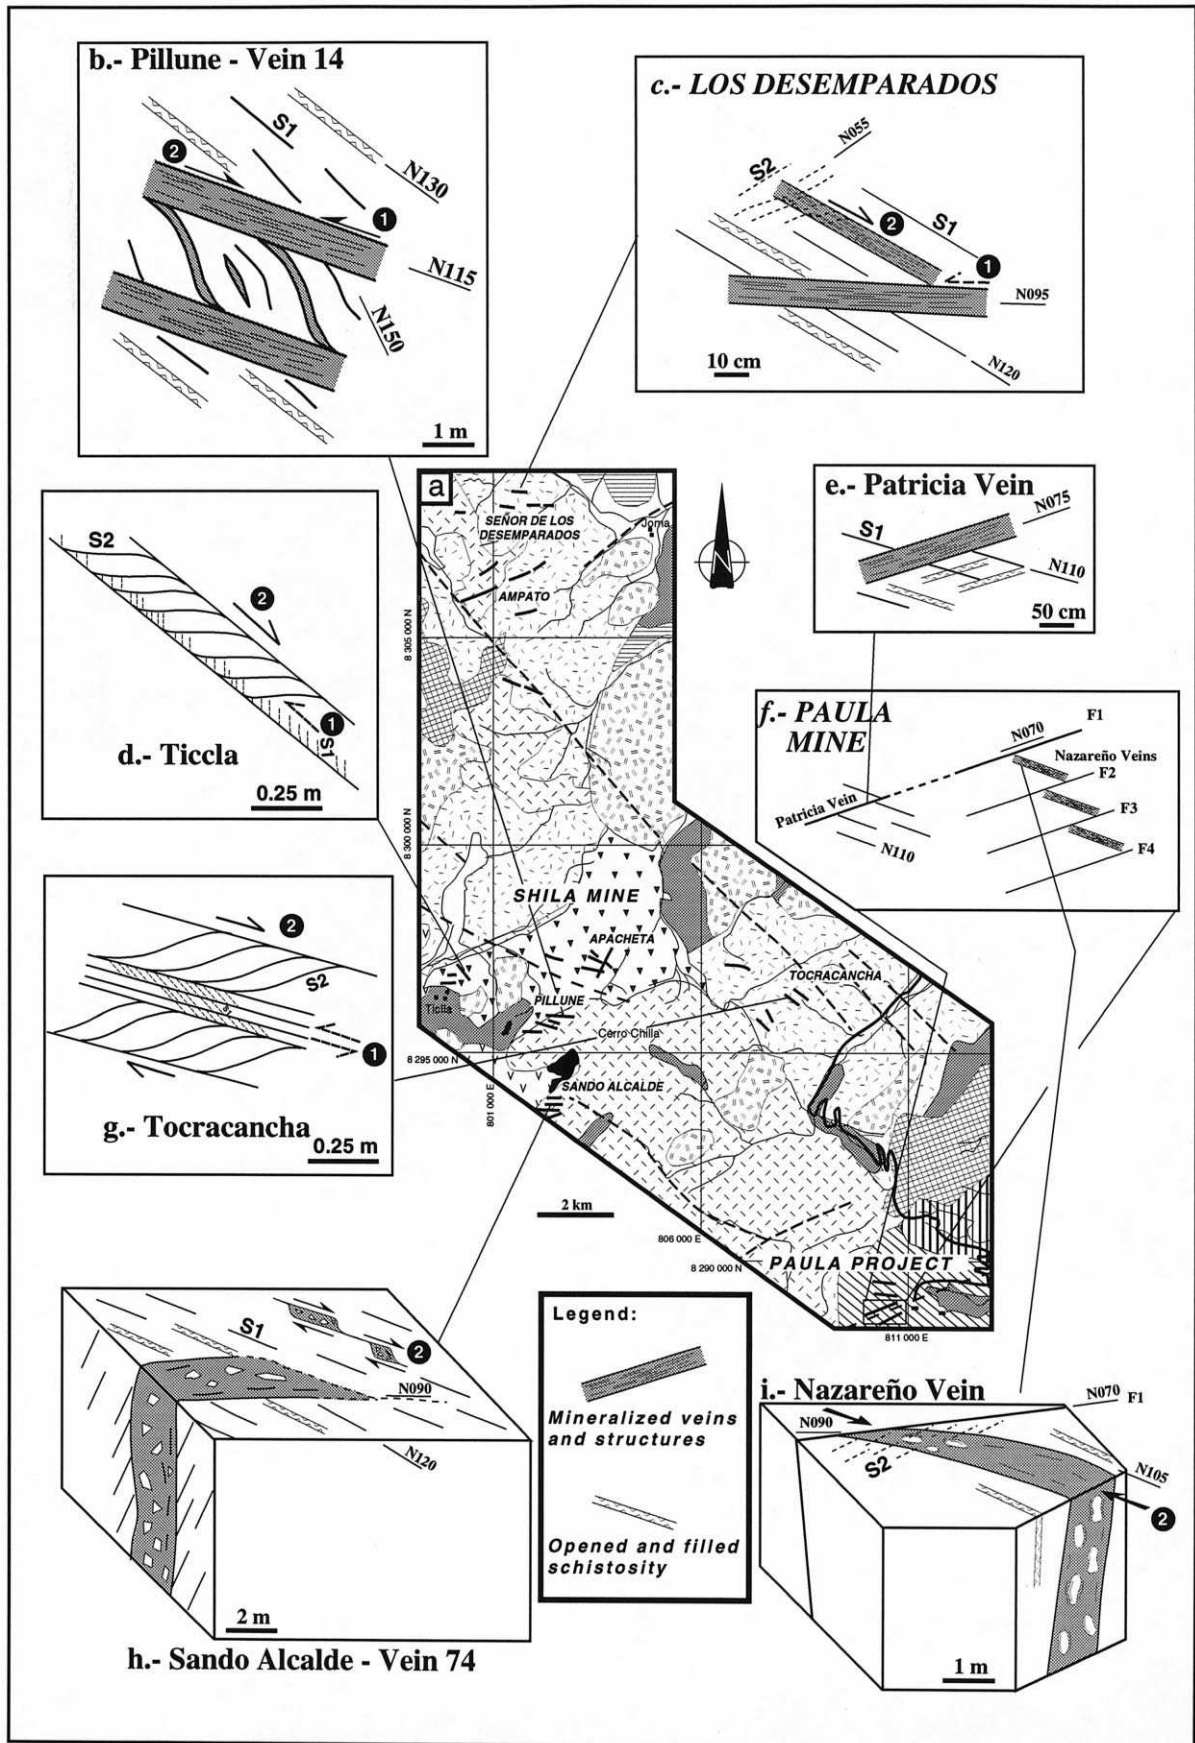 b.- Pillune - Vein 14
S1
2
N130
1
N115
N150
1 m
c.- LOS DESEMPARADOS
N055
S2
S1
2
1
N095
10 cm
N120
S2
2
1
S1
d.- Ticcla
0.25 m
a
SEÑOR DE LOS
DESEMPARADOS
Joma
AMPATO
8 305 000 N
N
e.- Patricia Vein
N075
S1
N110
50 cm
f.- PAULA
MINE
N070
F1
Nazareño Veins
F2
Patricia Vein
F3
N110
F4
8 300 000 N
SHILA MINE
APACHETA
TOCRACANCHA
PILLUNE
Ticlla
Cerro Chilla
8 295 000 N
801 000 E
SANDO ALCALDE
2 km
806 000 E
8 290 000 N
PAULA PROJECT
811 000 E
2
S2
S1
1
g.- Tocracancha
0.25 m
S1
2
N090
N120
2 m
h.- Sando Alcalde - Vein 74
Legend:
Mineralized veins
and structures
Opened and filled
schistosity
i.- Nazareño Vein
N070
F1
N090
S2
N105
2
1 m